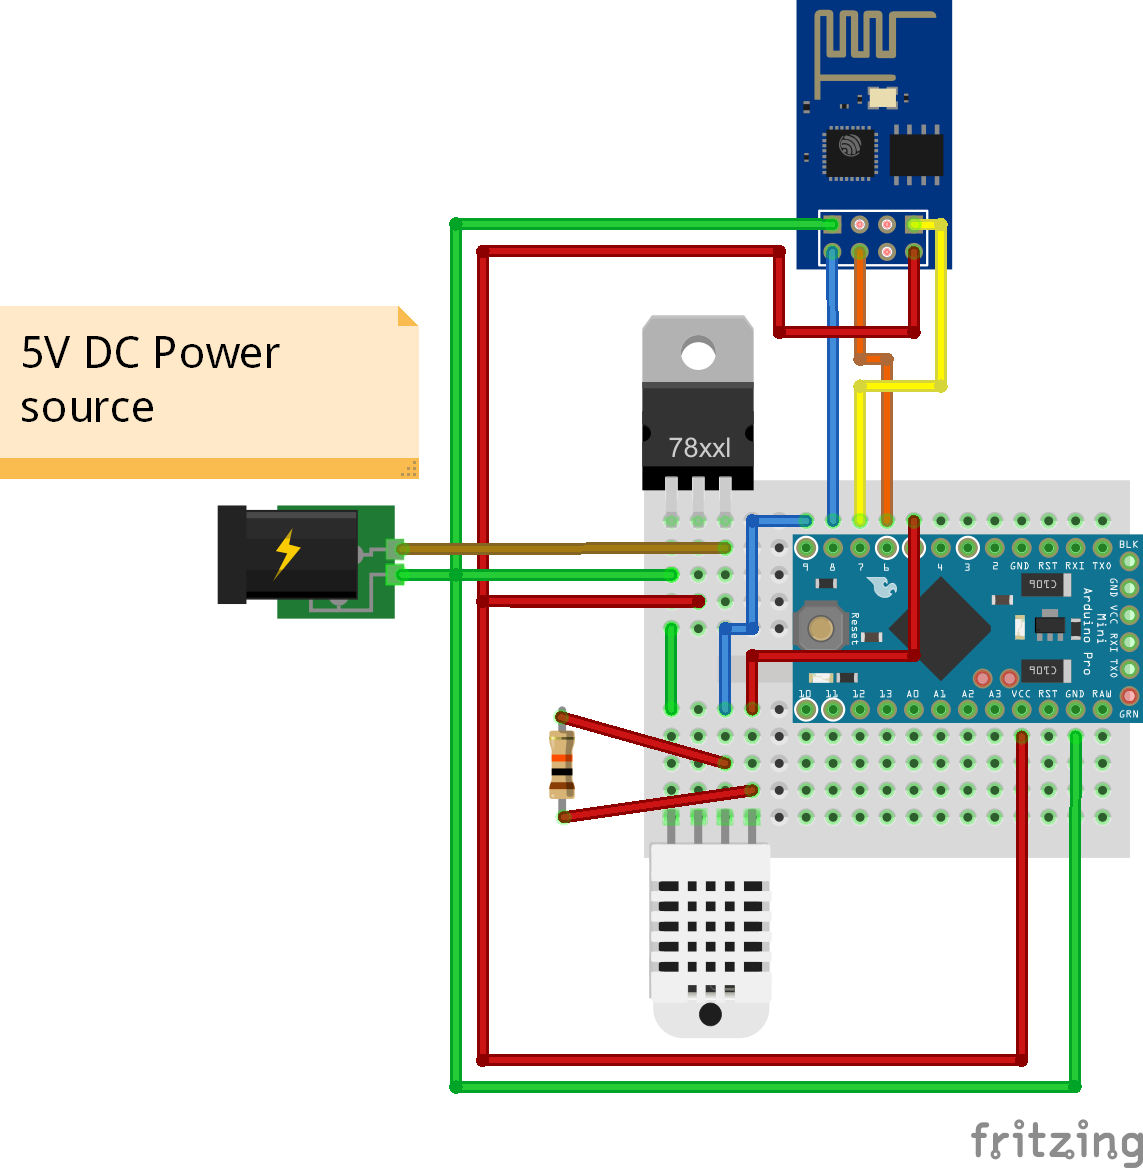 5V DC Power
source
78xxl
9 8 7 6 4 3 2 GND RST RXI TXO
BLK
GND
VCC
RXI
TXO
GRN
Reset
Arduino Pro
Mini
10 11 12 13 A0 A1 A2 A3 VCC RST GND RAW
fritzing